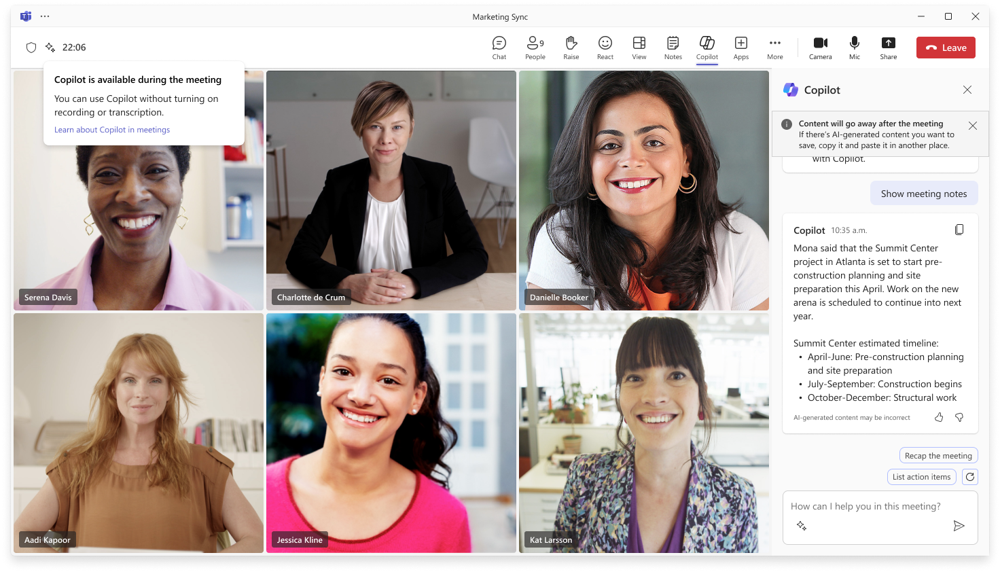 Marketing Sync
22:06
Chat
People
9
Raise
React
View
Notes
Copilot
Apps
More
Camera
Mic
Share
Leave
Copilot is available during the meeting
You can use Copilot without turning on
recording or transcription.
Learn about Copilot in meetings
Serena Davis
Charlotte de Crum
Danielle Booker
Aadi Kapoor
Jessica Kline
Kat Larsson
Copilot
Content will go away after the meeting
If there's AI-generated content you want to
save, copy it and paste it in another place.
with Copilot.
Show meeting notes
Copilot 10:35 a.m.
Mona said that the Summit Center
project in Atlanta is set to start pre-
construction planning and site
preparation this April. Work on the new
arena is scheduled to continue into next
year.
Summit Center estimated timeline:
• April-June: Pre-construction planning
and site preparation
• July-September: Construction begins
• October-December: Structural work
AI-generated content may be incorrect
Recap the meeting
List action items
How can I help you in this meeting?